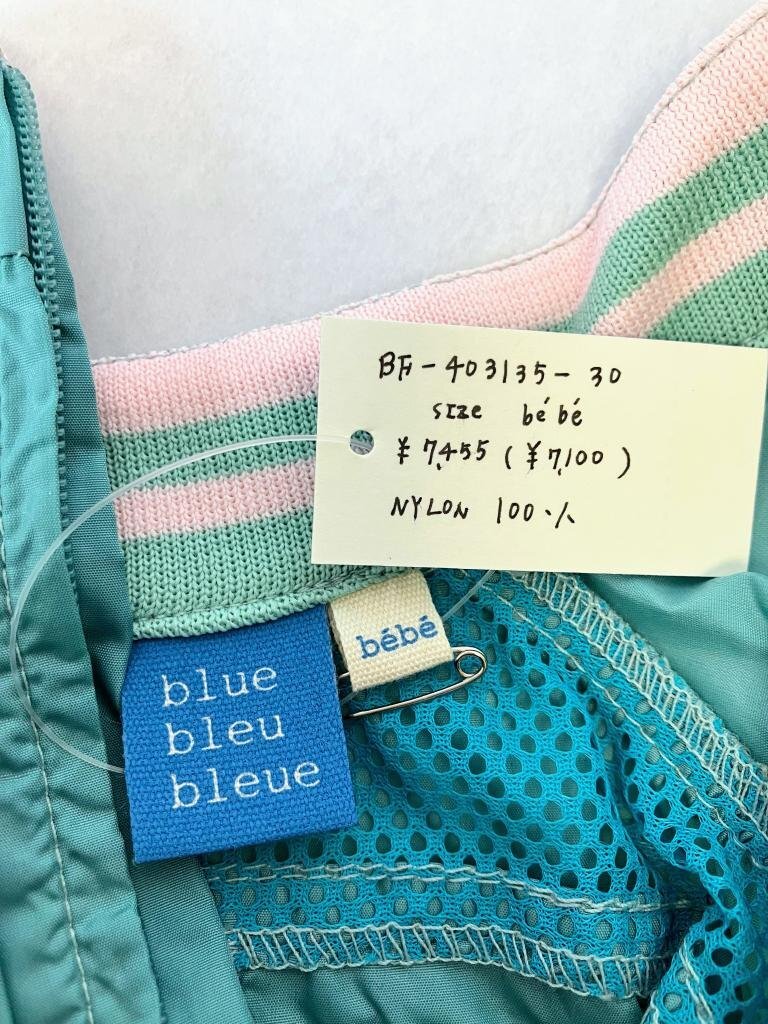 BF-403135-30
size bébé
¥7,455 (¥7,100)
NYLON 100%
bébé
blue
bleu
bleue